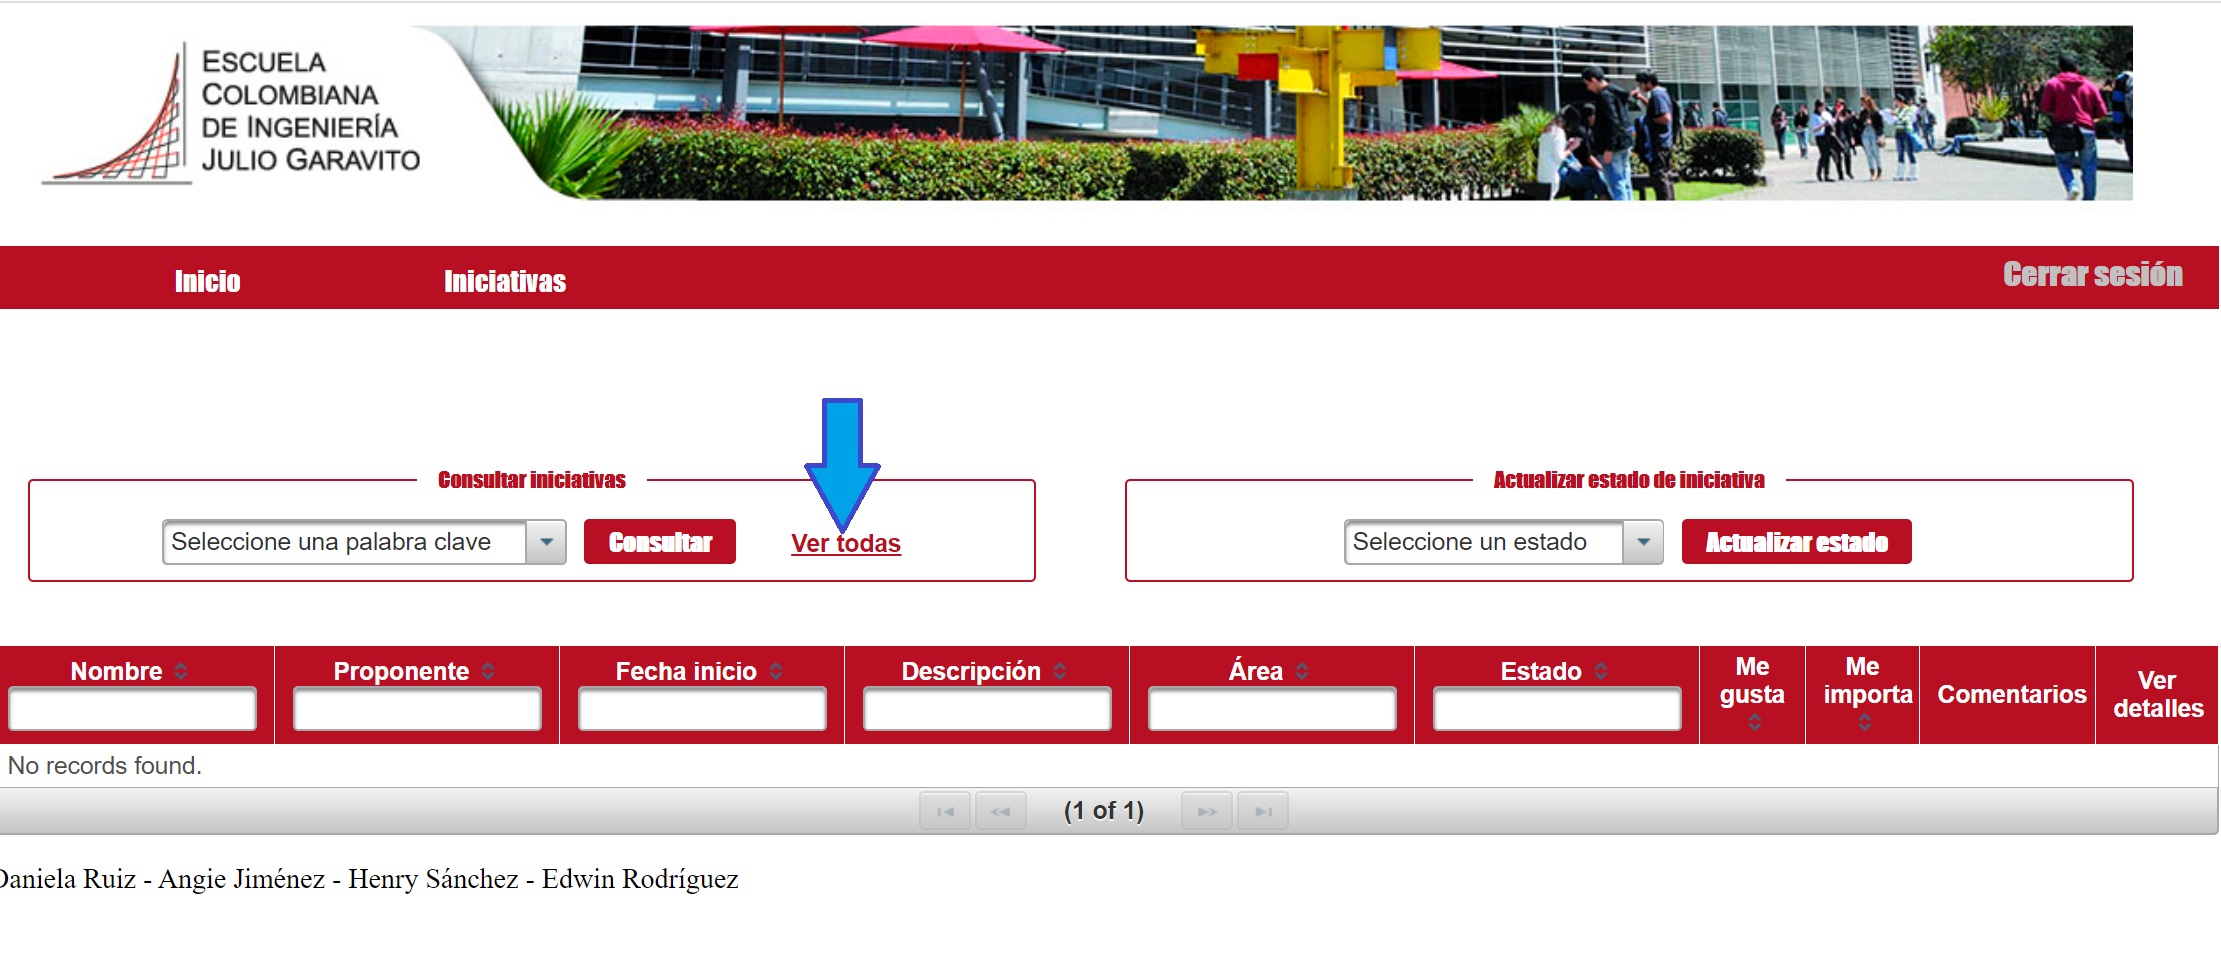 ESCUELA
COLOMBIANA
DE INGENIERÍA
JULIO GARAVITO
Inicio Iniciativas Cerrar sesión
Consultar iniciativas Actualizar estado de iniciativa
Seleccione una palabra clave Consultar Ver todas Seleccione un estado Actualizar estado
Nombre Proponente Fecha inicio Descripción Área Estado Me gusta Me importa Comentarios Ver detalles
No records found.
(1 of 1)
Daniela Ruiz - Angie Jiménez - Henry Sánchez - Edwin Rodríguez